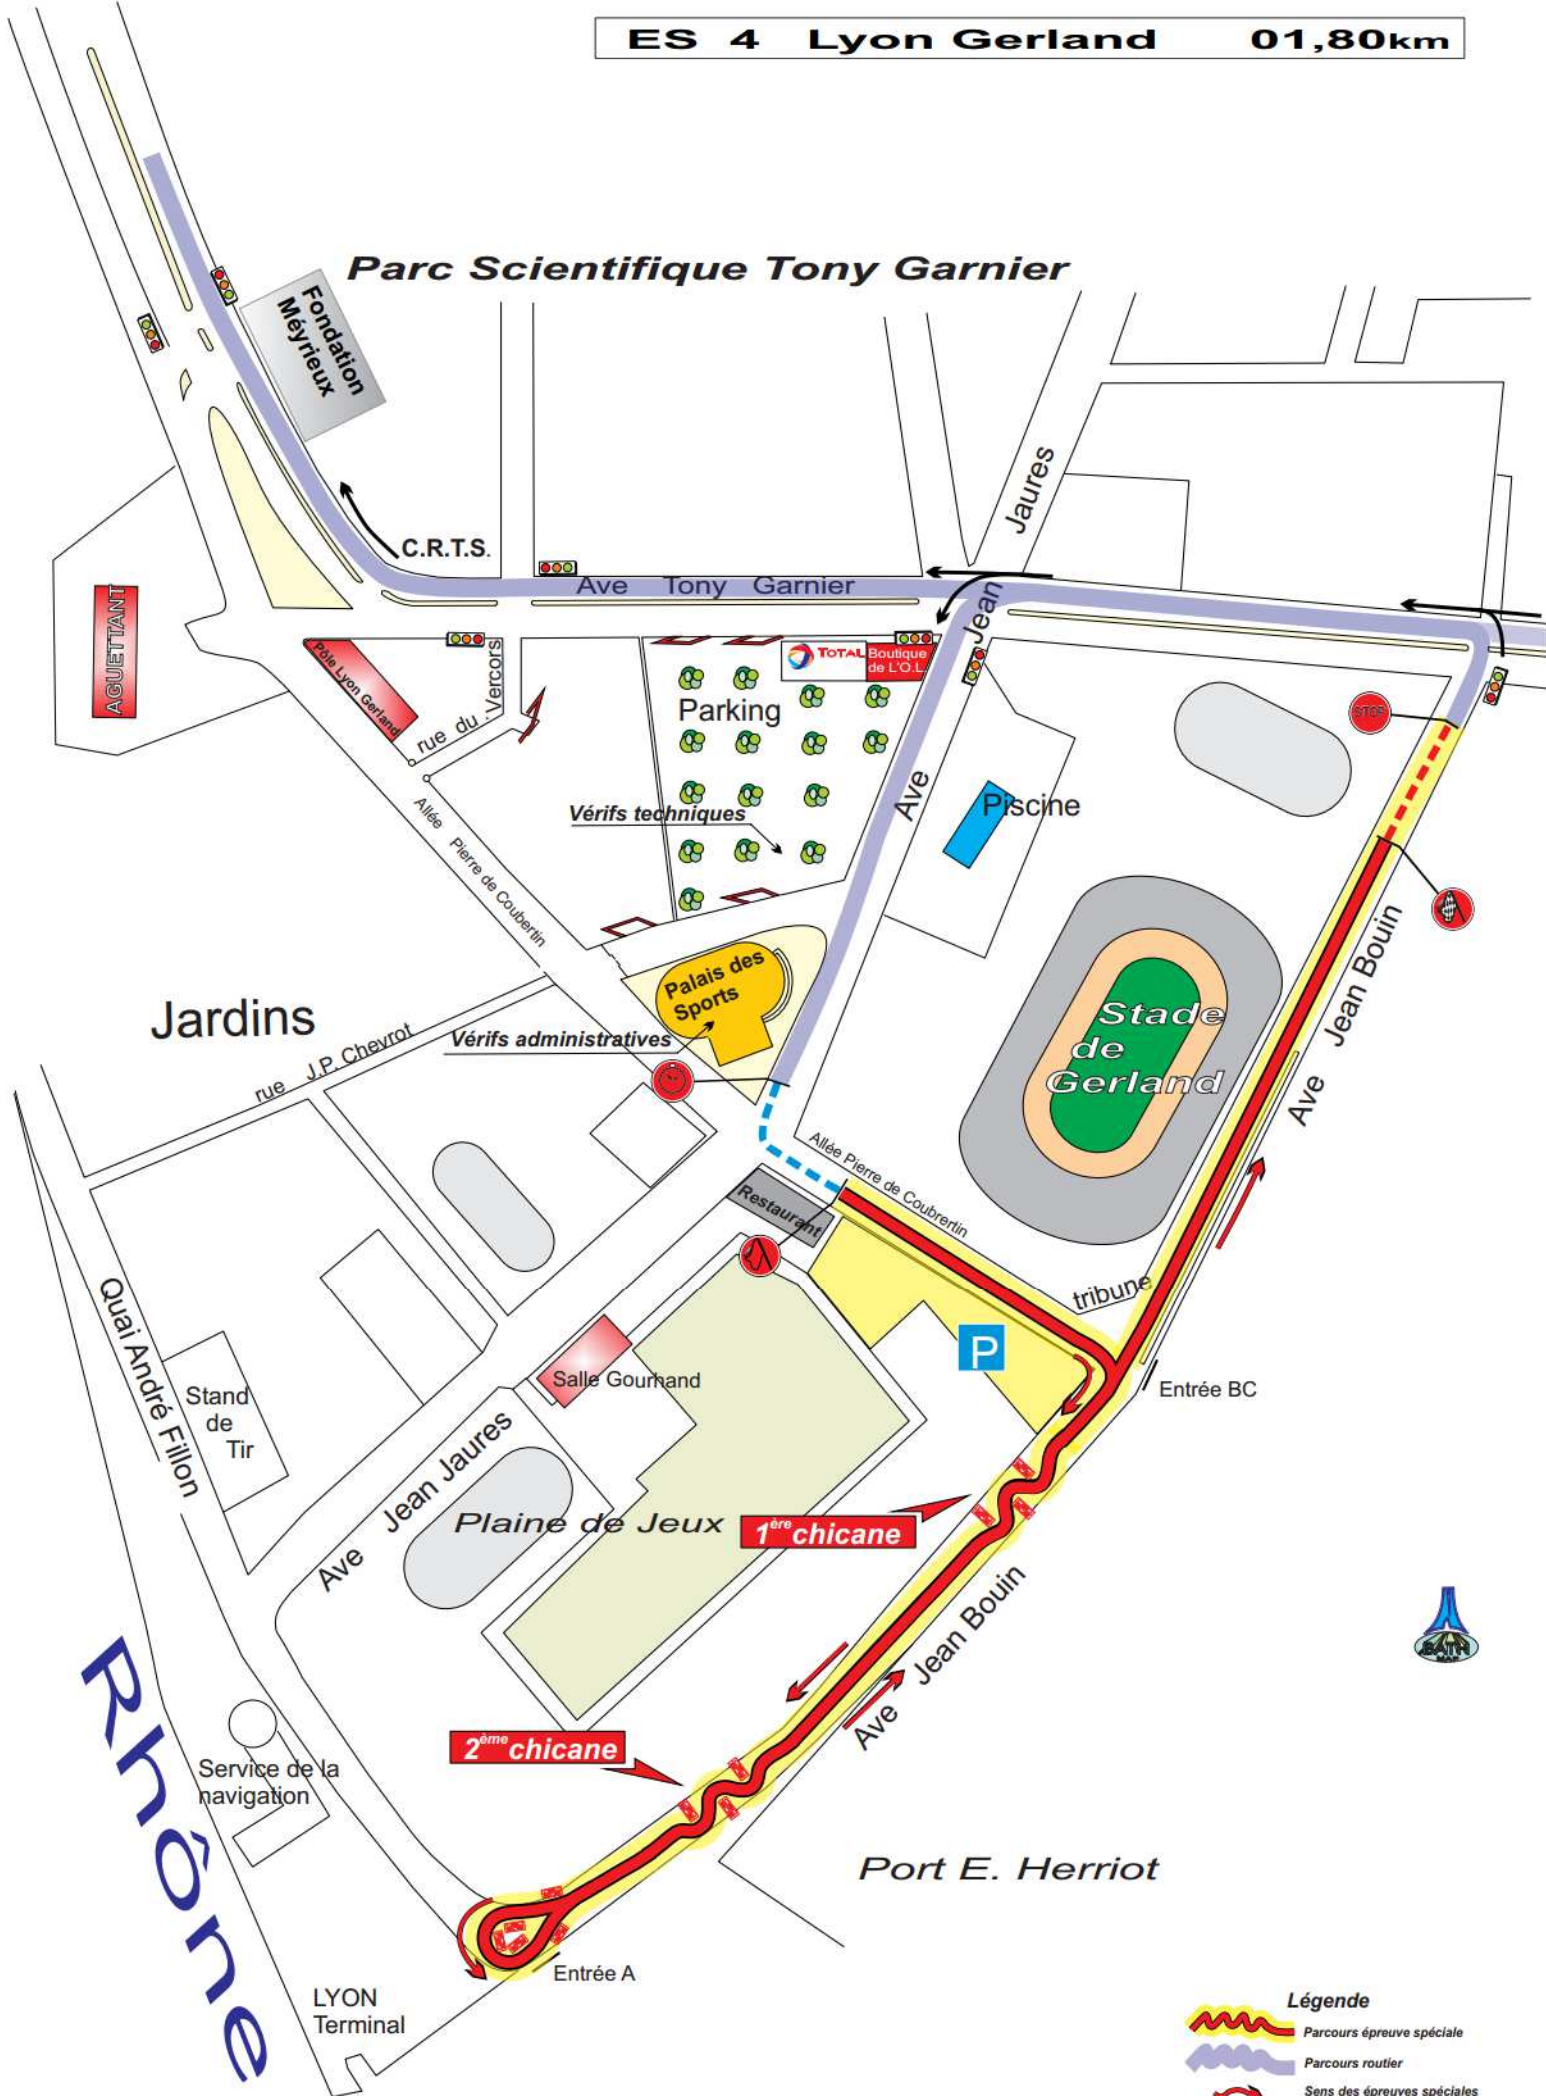 ES 4 Lyon Gerland 01,80km
Parc Scientifique Tony Garnier
Fondation
Méyrieux
Jaures
C.R.T.S.
Ave Tony Garnier
Jean
AGUETTANT
Pôle Lyon Gerland
rue du Vercors
TOTAL
Boutique
de L'O.L.
Parking
STOP
Ave
Piscine
Vérifs techniques
Allée Pierre de Coubertin
Ave Jean Bouin
Palais des
Sports
Stade
de
Gerland
Jardins
rue J.P. Chevrot
Vérifs administratives
Allée Pierre de Coubrertin
Restaurant
tribune
P
Quai André Fillon
Salle Gourhand
Entrée BC
Stand
de
Tir
Ave Jean Jaures
Plaine de Jeux
1ère chicane
Ave Jean Bouin
BATH
Rhône
2ème chicane
Service de la
navigation
Port E. Herriot
Entrée A
LYON
Terminal
Légende
Parcours épreuve spéciale
Parcours routier
Sens des épreuves spéciales